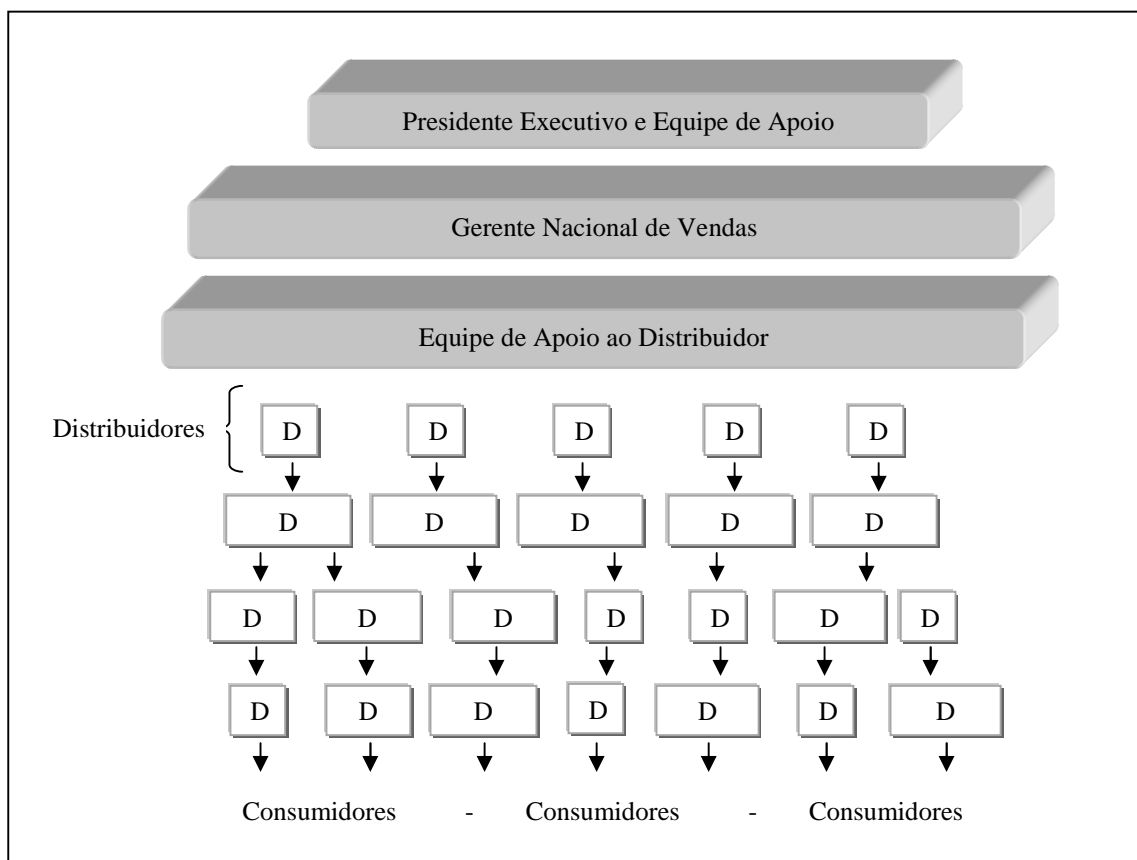 Presidente Executivo e Equipe de Apoio
Gerente Nacional de Vendas
Equipe de Apoio ao Distribuidor
Distribuidores D D D D D
D D D D D
D D D D D D D
D D D D D D D
Consumidores - Consumidores - Consumidores